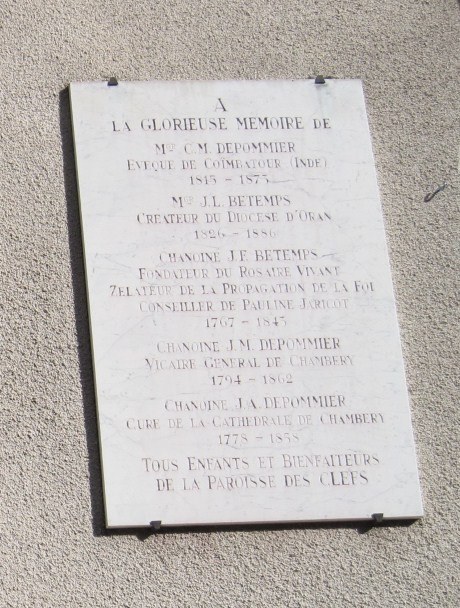 A
LA GLORIEUSE MEMOIRE DE
Mgr C.M. DEPOMMIER
EVEQUE DE COÏMBATOUR (INDE)
1815 - 1873
Mgr J.L. BETEMPS
CREATEUR DU DIOCESE D'ORAN
1826 - 1886
CHANOINE J.F. BETEMPS
FONDATEUR DU ROSAIRE VIVANT
ZELATEUR DE LA PROPAGATION DE LA FOI
CONSEILLER DE PAULINE JARICOT
1767 - 1843
CHANOINE J.M. DEPOMMIER
VICAIRE GENERAL DE CHAMBERY
1794 - 1862
CHANOINE J.A. DEPOMMIER
CURE DE LA CATHEDRALE DE CHAMBERY
1778 - 1858
TOUS ENFANTS ET BIENFAITEURS
DE LA PAROISSE DES CLEFS